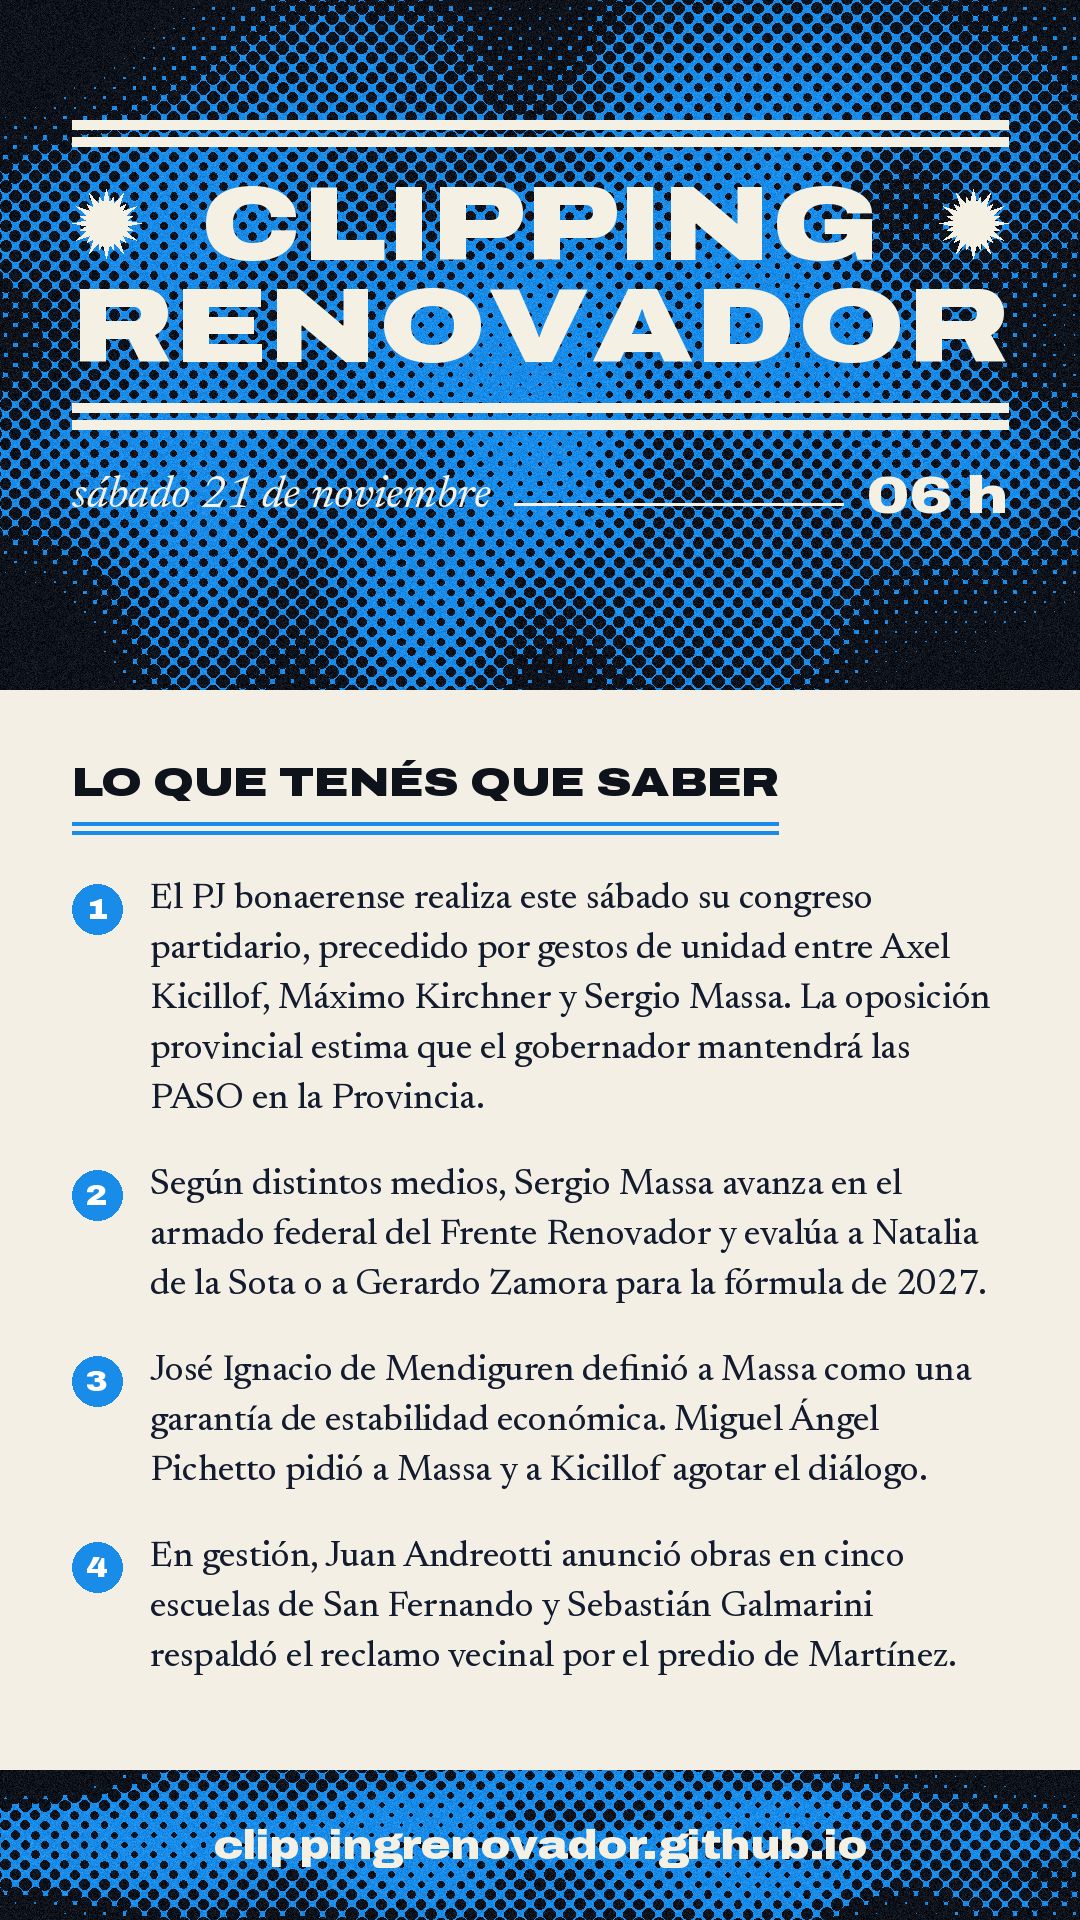 CLIPPING
RENOVADOR
sábado 21 de noviembre 06 h
LO QUE TENÉS QUE SABER
1 El PJ bonaerense realiza este sábado su congreso
partidario, precedido por gestos de unidad entre Axel
Kicillof, Máximo Kirchner y Sergio Massa. La oposición
provincial estima que el gobernador mantendrá las
PASO en la Provincia.
2 Según distintos medios, Sergio Massa avanza en el
armado federal del Frente Renovador y evalúa a Natalia
de la Sota o a Gerardo Zamora para la fórmula de 2027.
3 José Ignacio de Mendiguren definió a Massa como una
garantía de estabilidad económica. Miguel Ángel
Pichetto pidió a Massa y a Kicillof agotar el diálogo.
4 En gestión, Juan Andreotti anunció obras en cinco
escuelas de San Fernando y Sebastián Galmarini
respaldó el reclamo vecinal por el predio de Martínez.
clippingrenovador.github.io